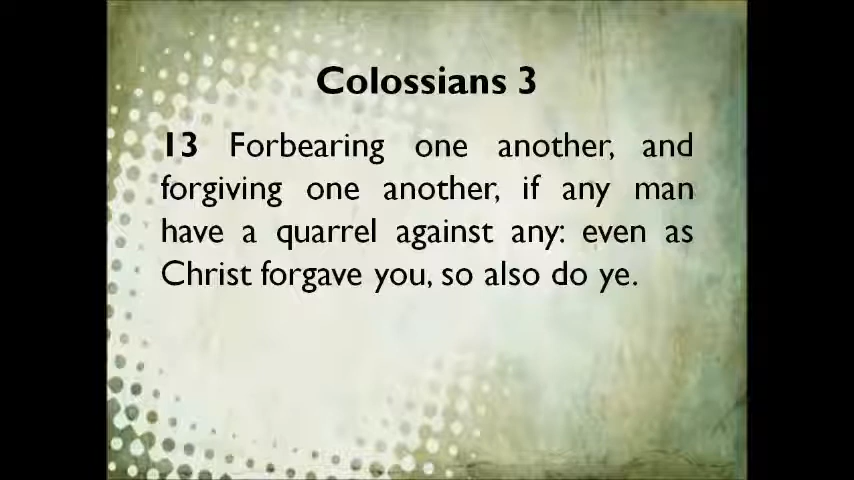 Colossians 3
13 Forbearing one another, and
forgiving one another, if any man
have a quarrel against any: even as
Christ forgave you, so also do ye.